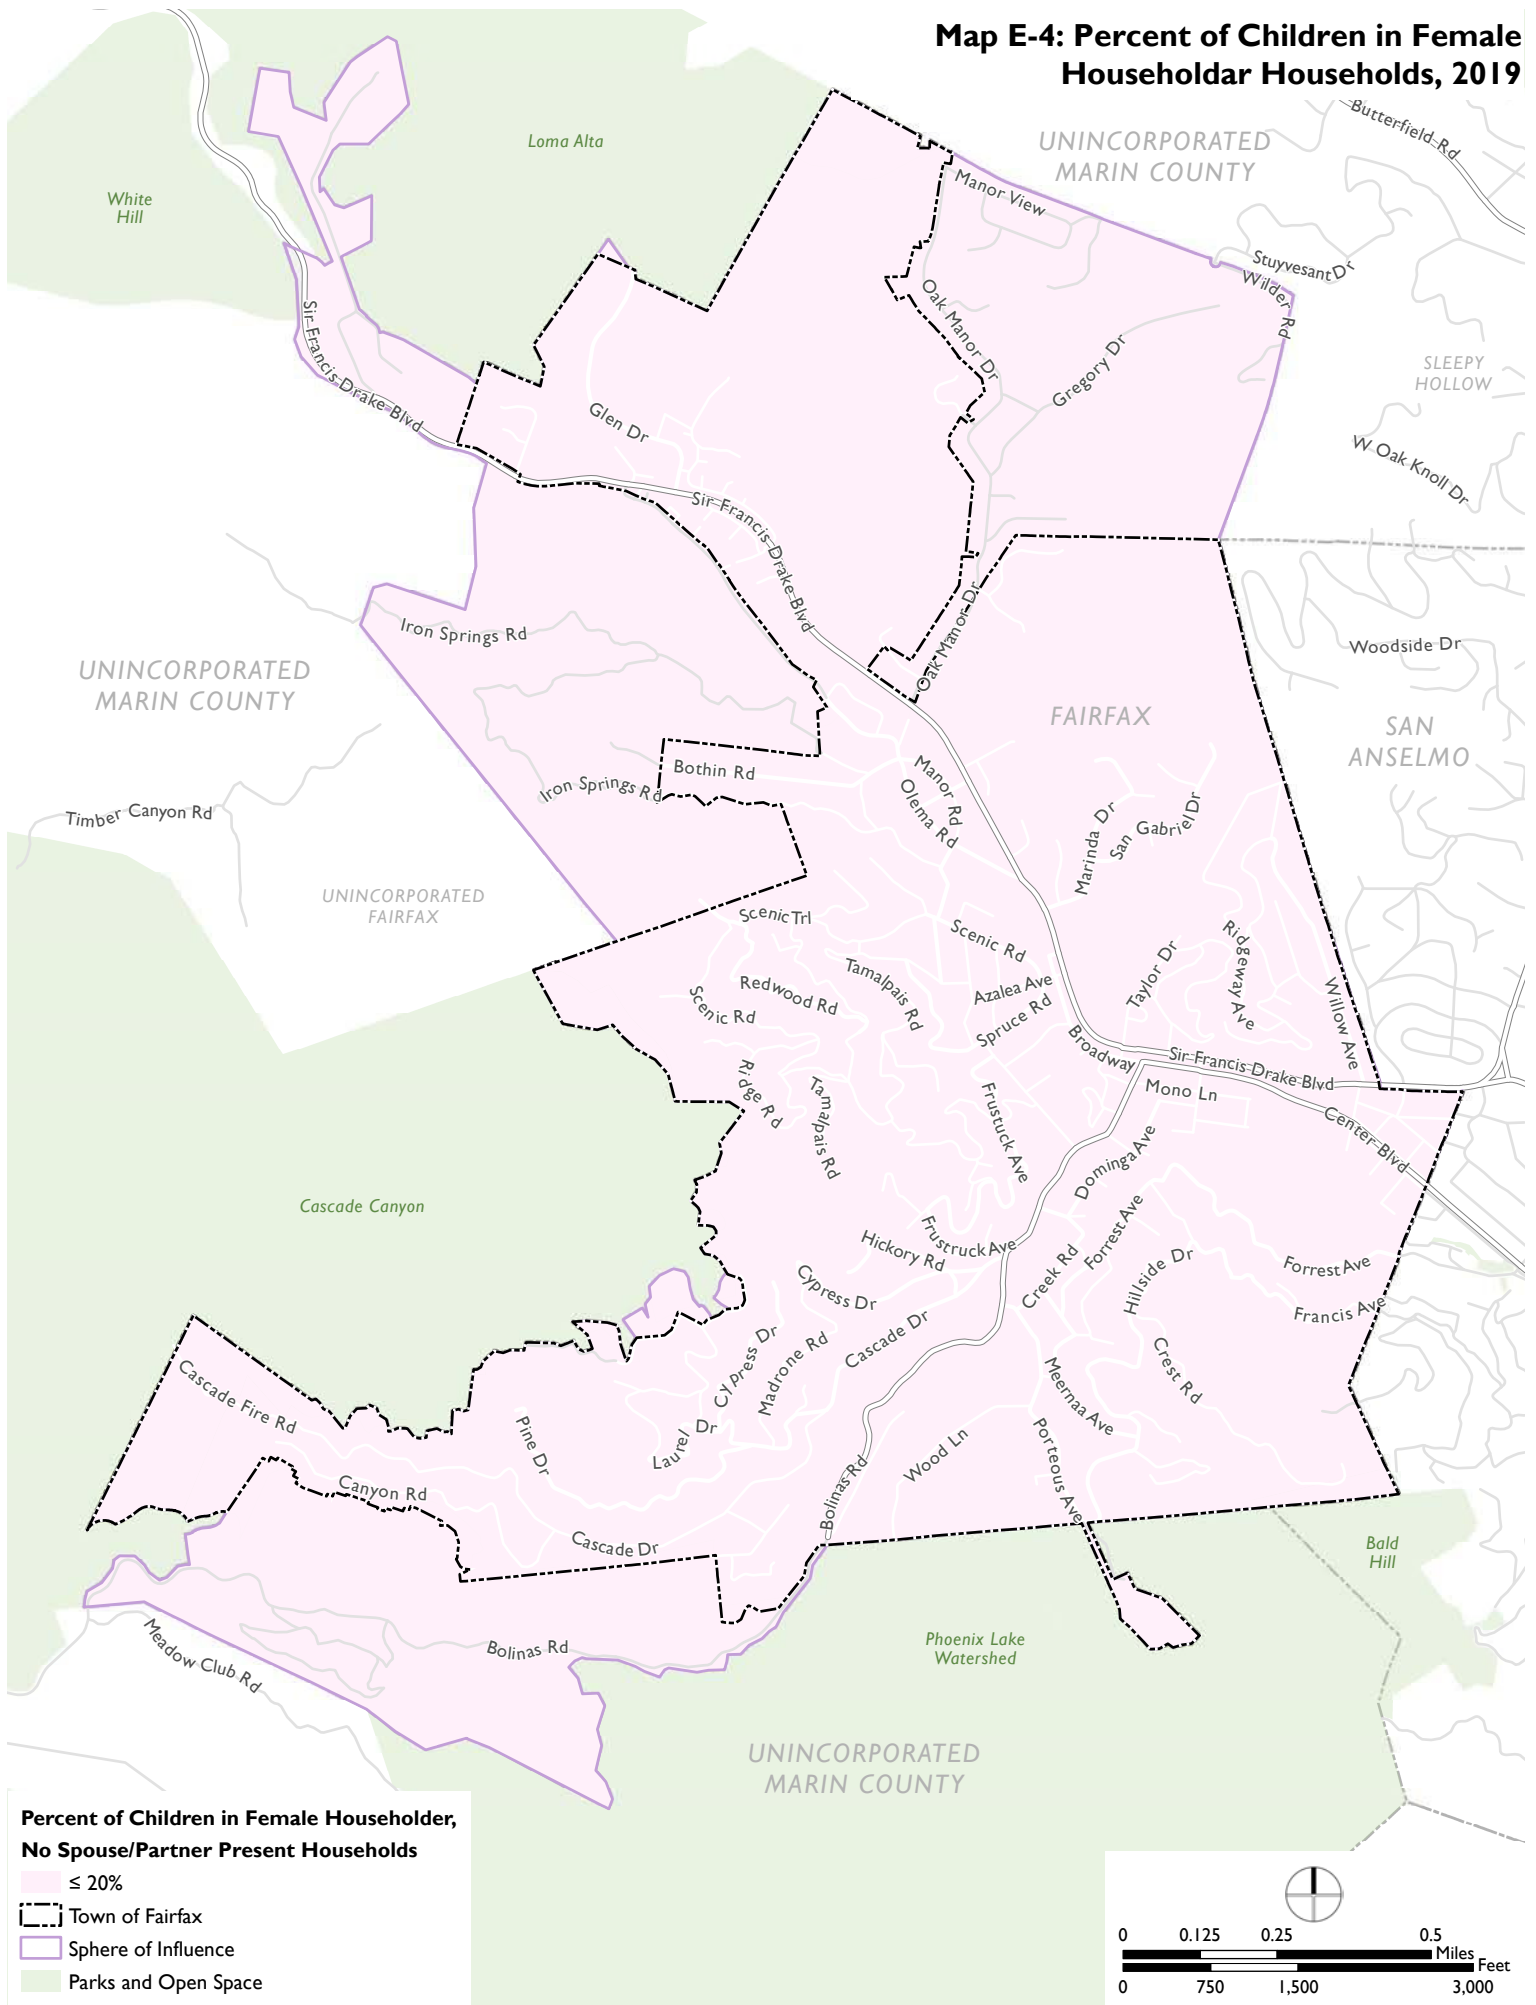 Map E-4: Percent of Children in Female
Householdar Households, 2019
Butterfield Rd
UNINCORPORATED
MARIN COUNTY
Loma Alta
White
Hill
Manor View
Stuyvesant Dr
Wilder Rd
Oak Manor Dr
Sir Francis Drake Blvd
Gregory Dr
SLEEPY
HOLLOW
Glen Dr
W Oak Knoll Dr
Sir Francis Drake Blvd
Iron Springs Rd
Oak Manor Dr
Woodside Dr
UNINCORPORATED
MARIN COUNTY
FAIRFAX
SAN
ANSELMO
Bothin Rd
Manor Rd
Iron Springs Rd
Olema Rd
Timber Canyon Rd
Marinda Dr
San Gabriel Dr
UNINCORPORATED
FAIRFAX
Scenic Trl
Scenic Rd
Ridgeway Ave
Taylor Dr
Tamalpais Rd
Redwood Rd
Azalea Ave
Scenic Rd
Spruce Rd
Willow Ave
Broadway
Sir Francis Drake Blvd
Ridge Rd
Tamalpais Rd
Mono Ln
Frustuck Ave
Center Blvd
Dominga Ave
Cascade Canyon
Forrest Ave
Frustruck Ave
Hickory Rd
Creek Rd
Hillside Dr
Forrest Ave
Cypress Dr
Francis Ave
Cascade Dr
Cypress Dr
Madrone Rd
Crest Rd
Cascade Fire Rd
Meernaa Ave
Pine Dr
Laurel Dr
Porteous Ave
Wood Ln
Bolinas Rd
Canyon Rd
Cascade Dr
Bald
Hill
Meadow Club Rd
Bolinas Rd
Phoenix Lake
Watershed
UNINCORPORATED
MARIN COUNTY
Percent of Children in Female Householder,
No Spouse/Partner Present Households
≤ 20%
Town of Fairfax
Sphere of Influence
Parks and Open Space
0 0.125 0.25 0.5
Miles
Feet
0 750 1,500 3,000